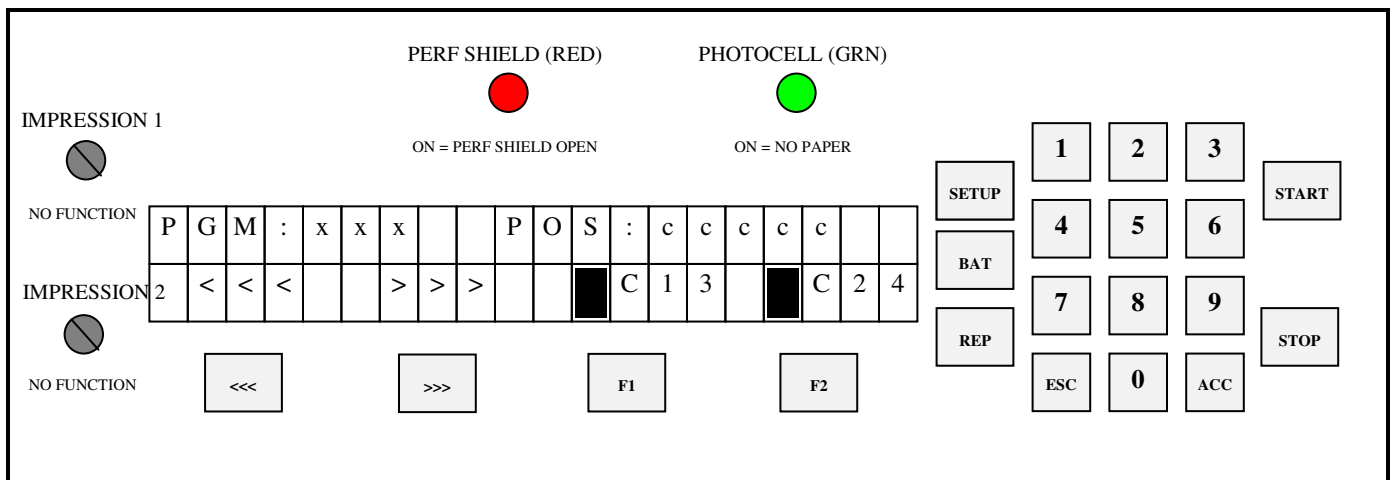 PERF SHIELD (RED) PHOTOCELL (GRN)
IMPRESSION 1
ON = PERF SHIELD OPEN ON = NO PAPER
1 2 3
SETUP START
NO FUNCTION
P G M : x x x P O S : c c c c c
4 5 6
BAT
IMPRESSION 2 < < < > > > C 1 3 C 2 4
7 8 9
REP STOP
NO FUNCTION <<< >>> F1 F2
ESC 0 ACC